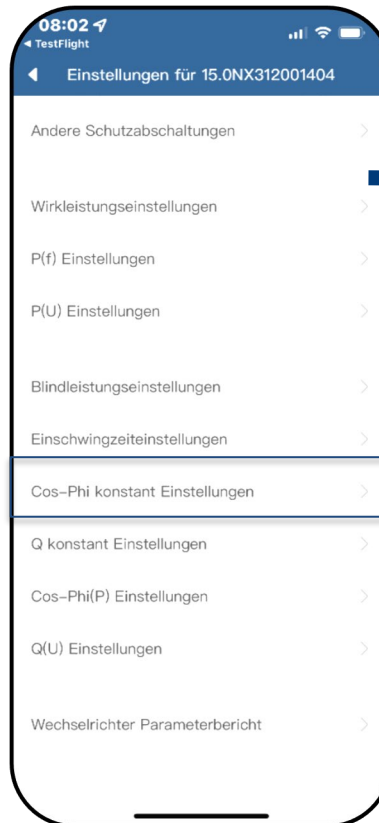 08:02
TestFlight
Einstellungen für 15.0NX312001404
Andere Schutzabschaltungen
Wirkleistungseinstellungen
P(f) Einstellungen
P(U) Einstellungen
Blindleistungseinstellungen
Einschwingzeiteinstellungen
Cos-Phi konstant Einstellungen
Q konstant Einstellungen
Cos-Phi(P) Einstellungen
Q(U) Einstellungen
Wechselrichter Parameterbericht